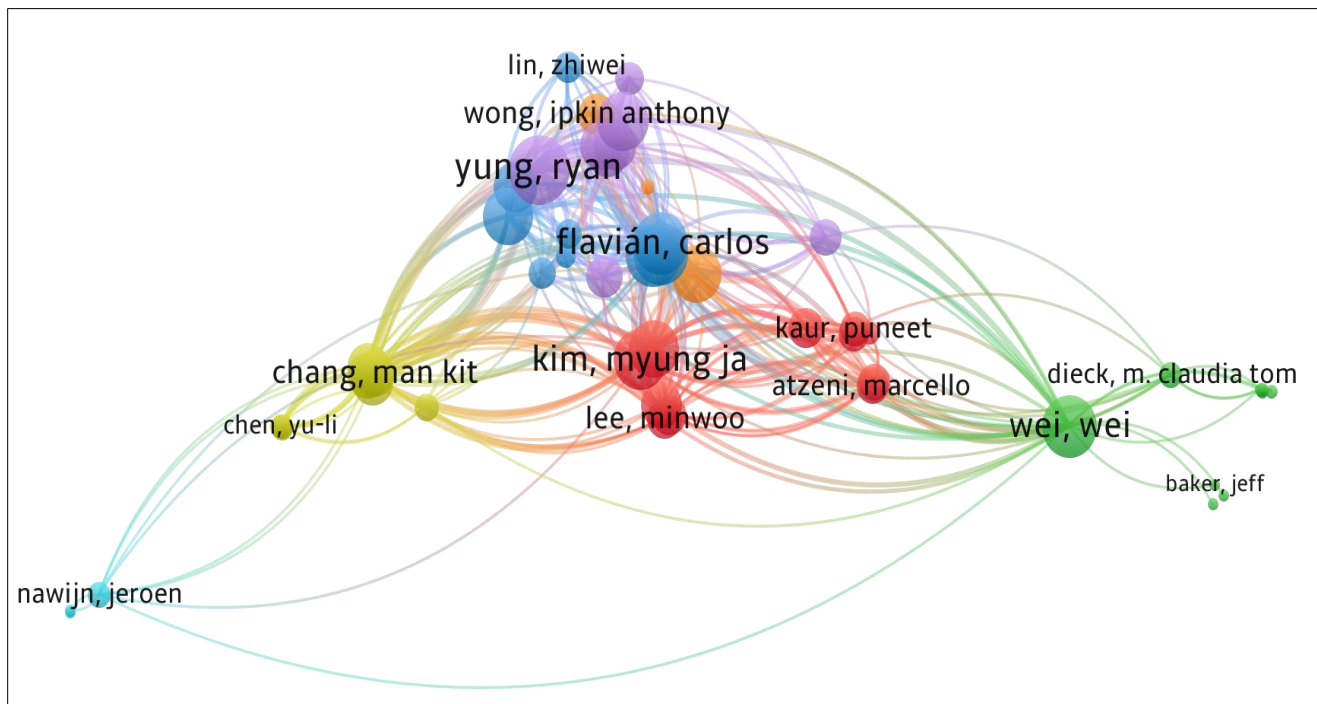 lin, zhiwei
wong, ipkin anthony
yung, ryan
flavián, carlos
kaur, puneet
kim, myung ja
chang, man kit
atzeni, marcello
dieck, m. claudia tom
lee, minwoo
chen, yu-li
wei, wei
baker, jeff
nawijn, jeroen